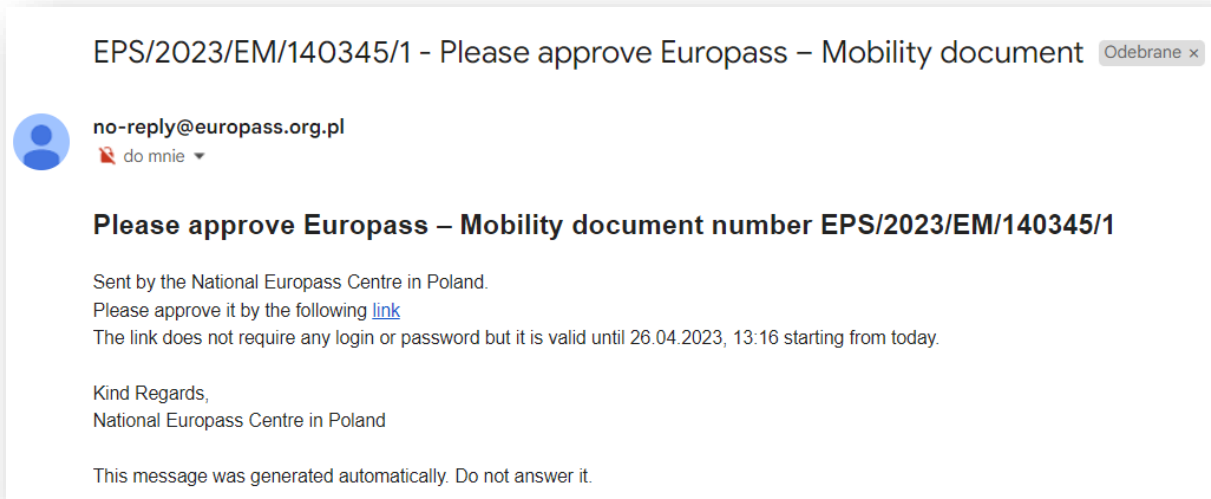 EPS/2023/EM/140345/1 - Please approve Europass – Mobility document Odebrane ×
no-reply@europass.org.pl
do mnie
Please approve Europass – Mobility document number EPS/2023/EM/140345/1
Sent by the National Europass Centre in Poland.
Please approve it by the following link
The link does not require any login or password but it is valid until 26.04.2023, 13:16 starting from today.
Kind Regards,
National Europass Centre in Poland
This message was generated automatically. Do not answer it.